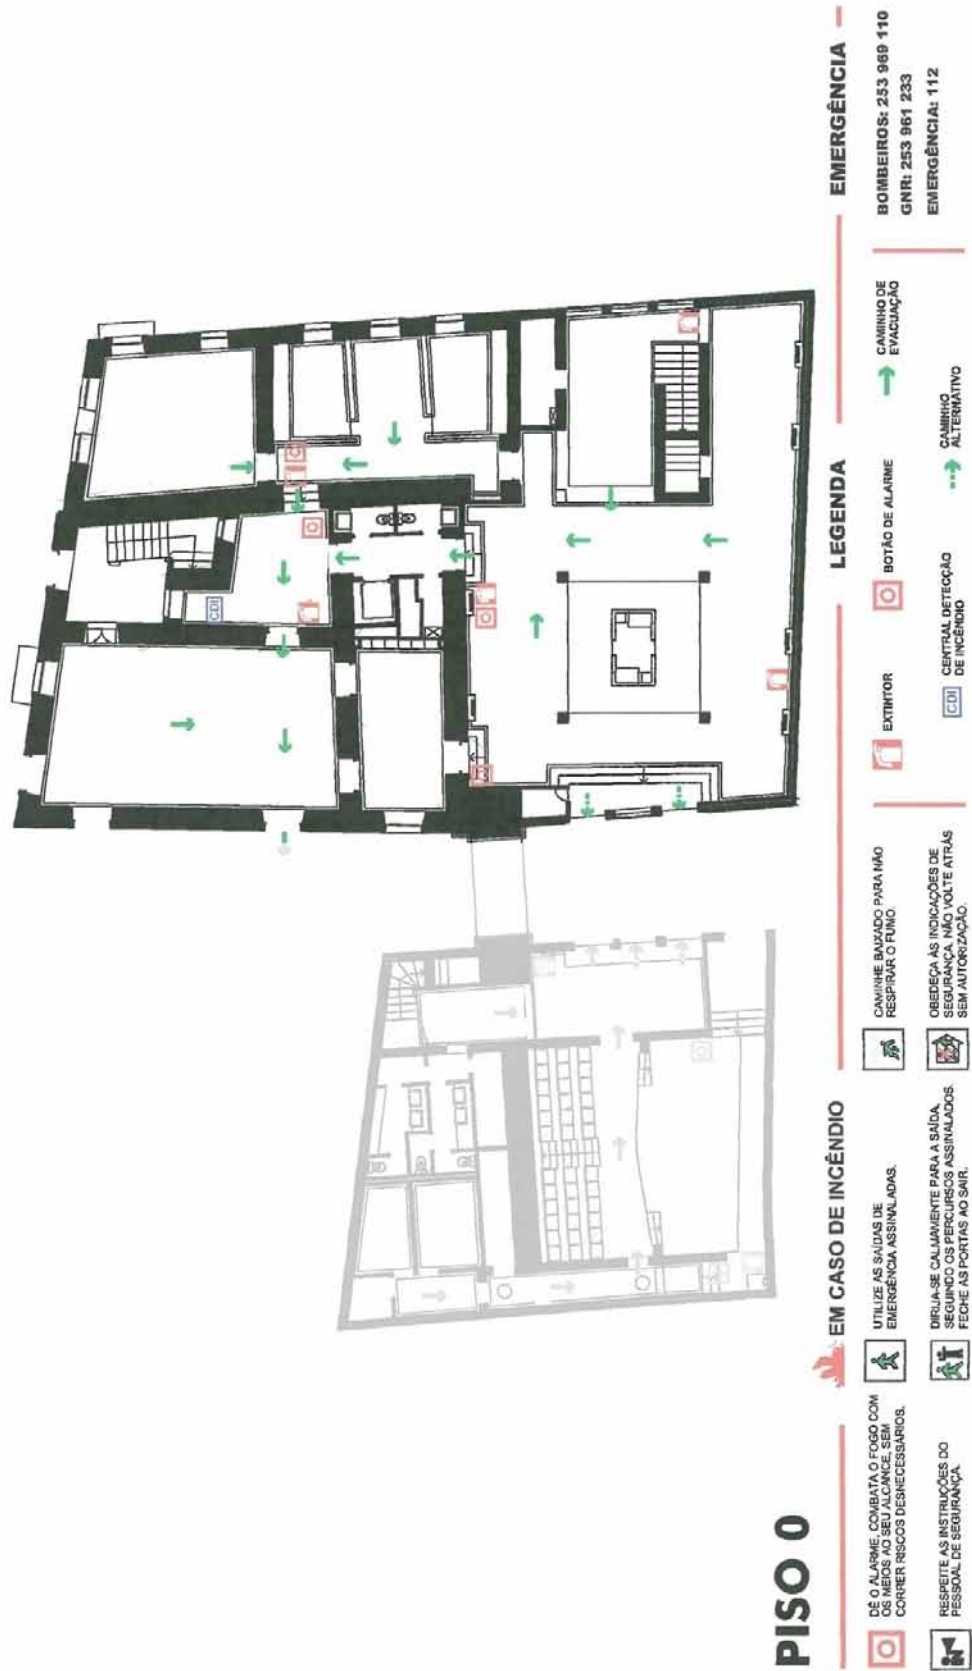 PISO 0
DÊ O ALARME, COMBATA O FOGO COM
OS MEIOS AO SEU ALCANCE, SEM
CORRER RISCOS DESNECESSÁRIOS.
RESPEITE AS INSTRUÇÕES DO
PESSOAL DE SEGURANÇA.
EM CASO DE INCÊNDIO
UTILIZE AS SAÍDAS DE
EMERGÊNCIA ASSINALADAS.
DIRIJA-SE CALMAMENTE PARA A SAÍDA,
SEGUINDO OS PERCURSOS ASSINALADOS.
FECHE AS PORTAS AO SAIR.
CAMINHE BAIXADO PARA NÃO
RESPIRAR O FUMO.
OBEDEÇA ÀS INDICAÇÕES DE
SEGURANÇA. NÃO VOLTE ATRÁS
SEM AUTORIZAÇÃO.
LEGENDA
EXTINTOR
BOTÃO DE ALARME
CAMINHO DE
EVACUAÇÃO
CDI
CENTRAL DETECÇÃO
DE INCÊNDIO
CAMINHO
ALTERNATIVO
EMERGÊNCIA
BOMBEIROS: 253 969 110
GNR: 253 961 233
EMERGÊNCIA: 112
CDI